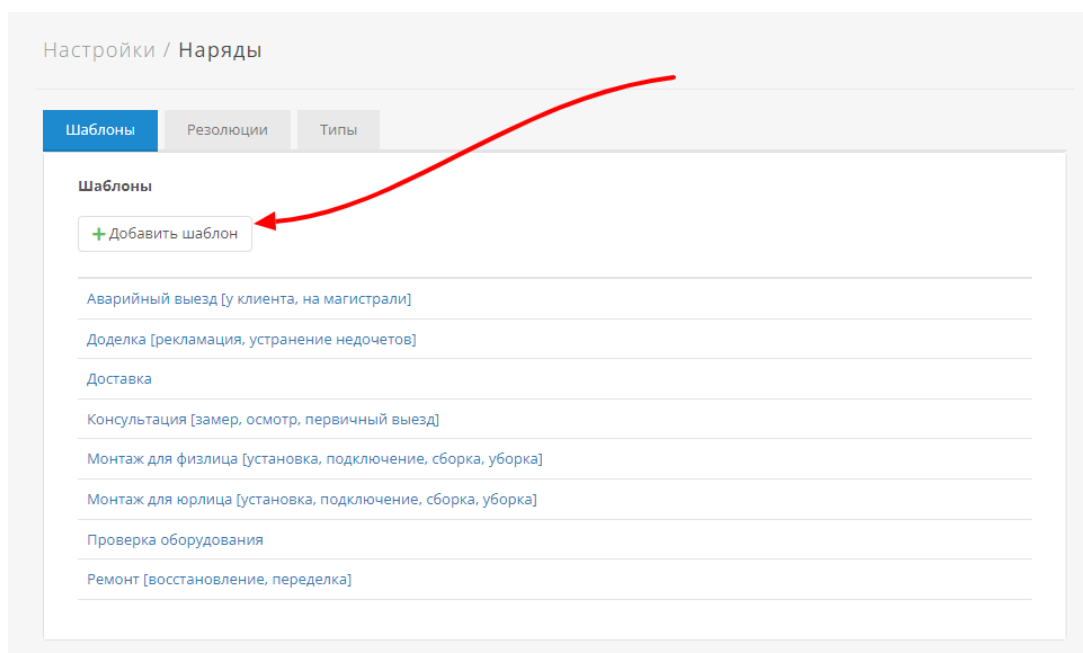 Настройки / Наряды
Шаблоны Резолюции Типы
Шаблоны
+ Добавить шаблон
Аварийный выезд [у клиента, на магистрали]
Доделка [рекламация, устранение недочетов]
Доставка
Консультация [замер, осмотр, первичный выезд]
Монтаж для физлица [установка, подключение, сборка, уборка]
Монтаж для юрлица [установка, подключение, сборка, уборка]
Проверка оборудования
Ремонт [восстановление, переделка]